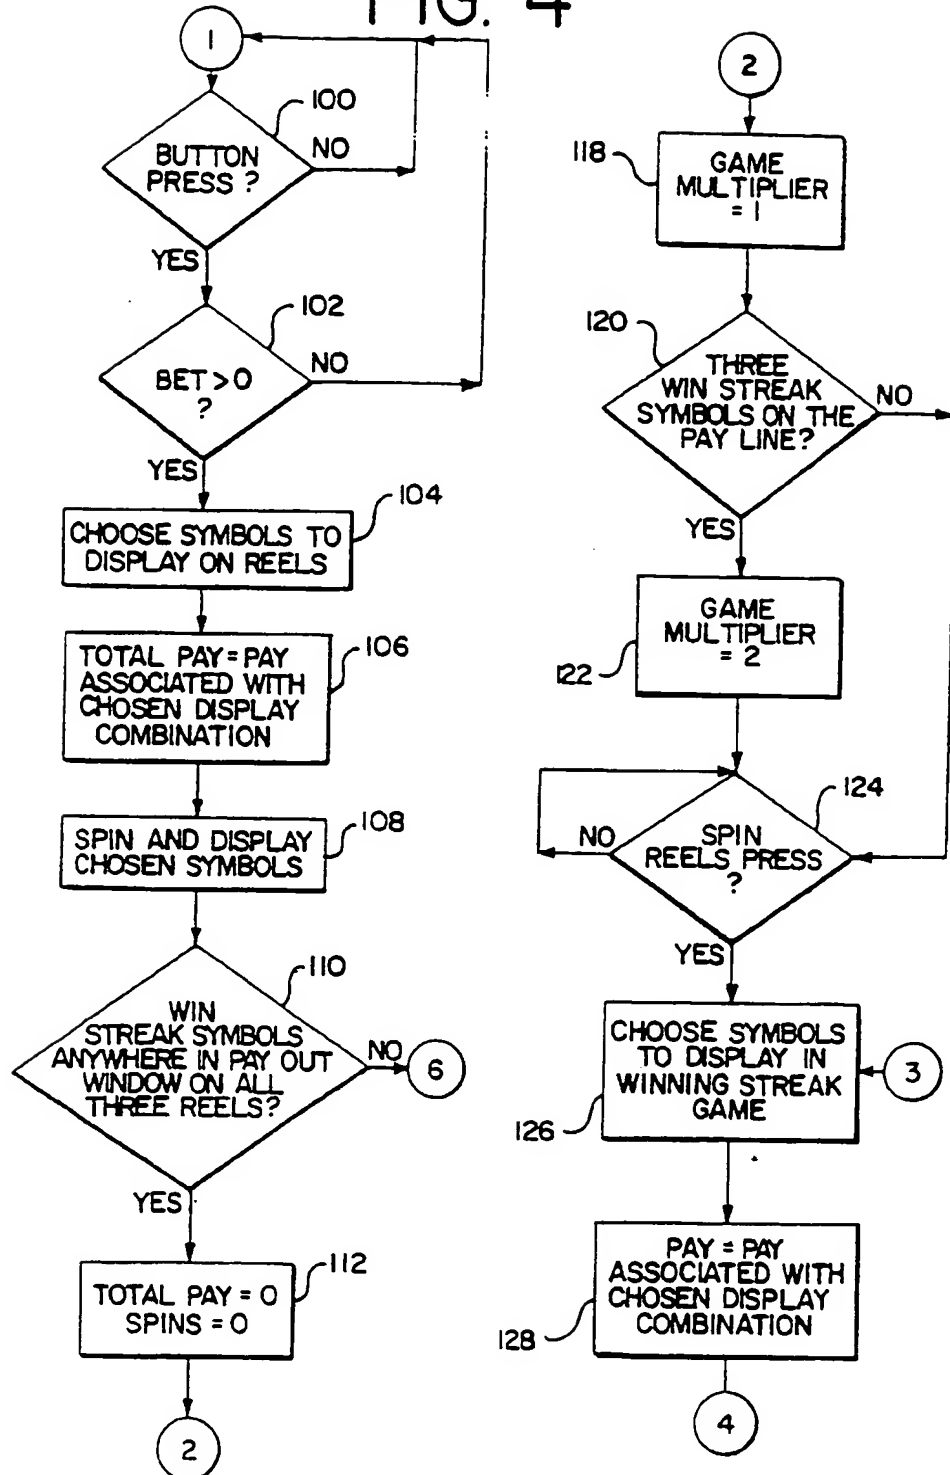 FIG. 4
1
100
BUTTON
PRESS ?
NO
YES
102
BET > 0
?
NO
YES
104
CHOOSE SYMBOLS TO
DISPLAY ON REELS
106
TOTAL PAY = PAY
ASSOCIATED WITH
CHOSEN DISPLAY
COMBINATION
108
SPIN AND DISPLAY
CHOSEN SYMBOLS
110
WIN
STREAK SYMBOLS
ANYWHERE IN PAY OUT
WINDOW ON ALL
THREE REELS?
NO
6
YES
112
TOTAL PAY = 0
SPINS = 0
2
2
118
GAME
MULTIPLIER
= 1
120
THREE
WIN STREAK
SYMBOLS ON THE
PAY LINE?
NO
YES
GAME
MULTIPLIER
= 2
122
124
SPIN
REELS PRESS
?
NO
YES
CHOOSE SYMBOLS
TO DISPLAY IN
WINNING STREAK
GAME
3
126
PAY = PAY
ASSOCIATED WITH
CHOSEN DISPLAY
COMBINATION
128
4